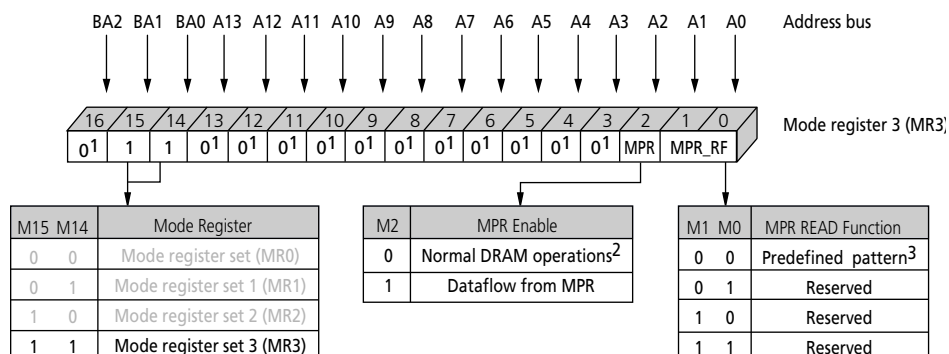 BA2 BA1 BA0 A13 A12 A11 A10 A9 A8 A7 A6 A5 A4 A3 A2 A1 A0 Address bus
16 15 14 13 12 11 10 9 8 7 6 5 4 3 2 1 0
Mode register 3 (MR3)
0¹ 1 1 0¹ 0¹ 0¹ 0¹ 0¹ 0¹ 0¹ 0¹ 0¹ 0¹ 0¹ MPR MPR_RF
M15 M14 Mode Register
0 0 Mode register set (MR0)
0 1 Mode register set 1 (MR1)
1 0 Mode register set 2 (MR2)
1 1 Mode register set 3 (MR3)
M2 MPR Enable
0 Normal DRAM operations²
1 Dataflow from MPR
M1 M0 MPR READ Function
0 0 Predefined pattern³
0 1 Reserved
1 0 Reserved
1 1 Reserved